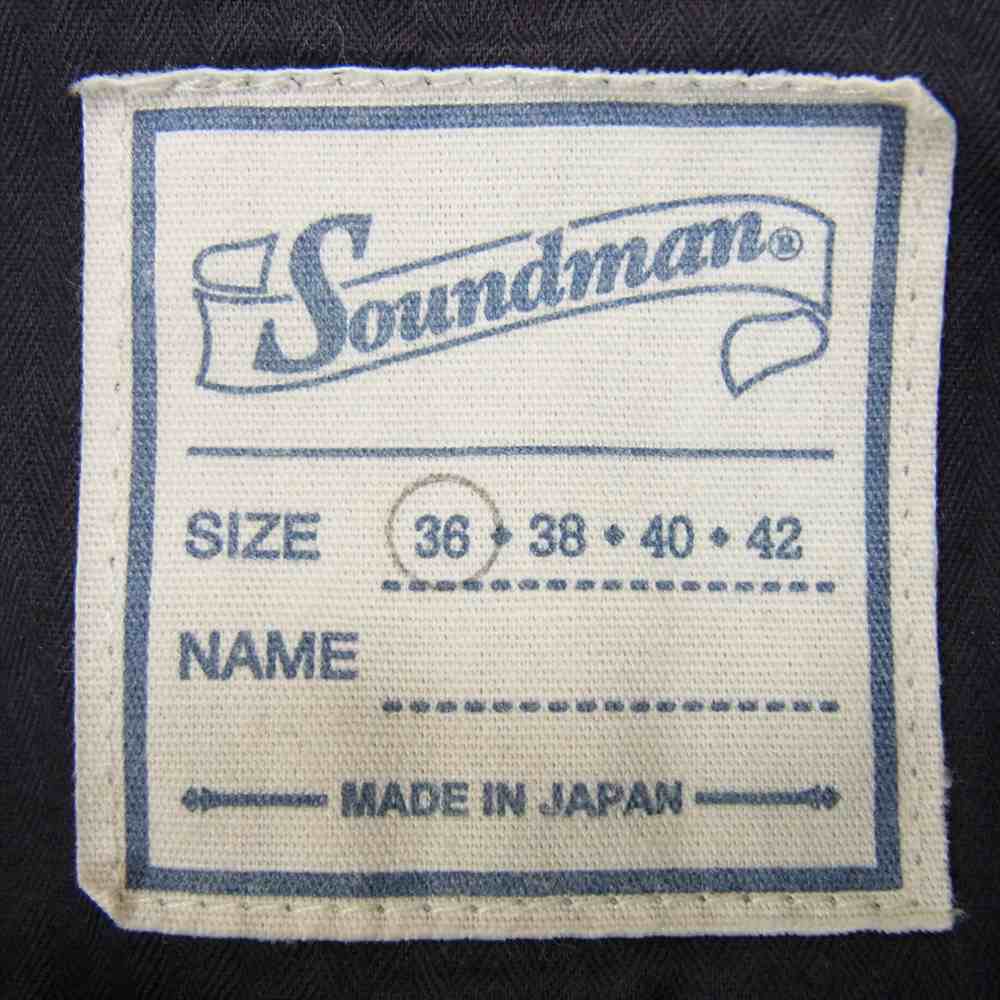 Soundman®
SIZE 36 ◆ 38 ◆ 40 ◆ 42
NAME
MADE IN JAPAN